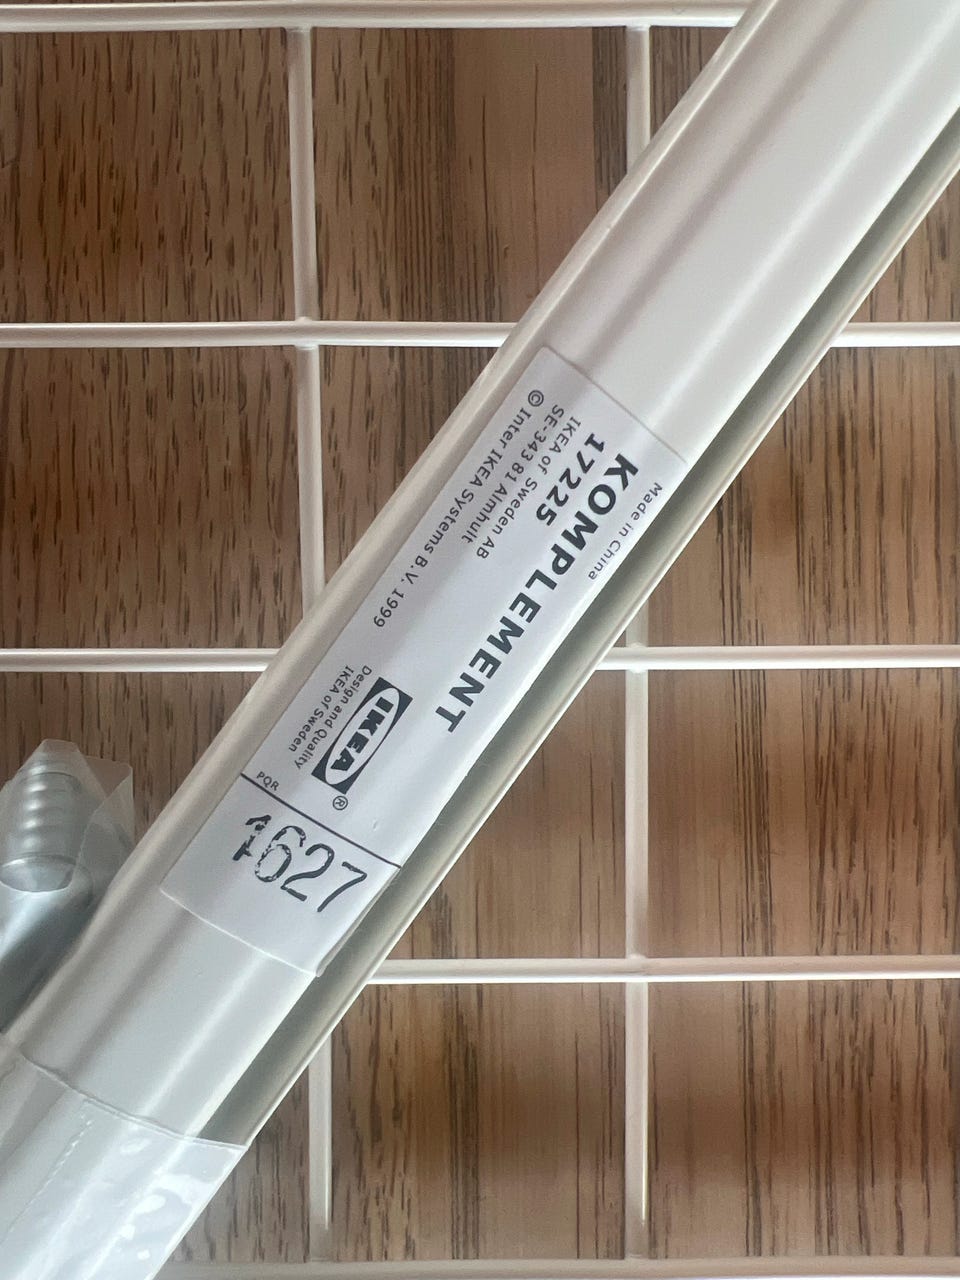 Made in China
KOMPLEMENT
17225
IKEA of Sweden AB
SE-343 81 Älmhult
© Inter IKEA Systems B.V. 1999
IKEA®
Design and Quality
IKEA of Sweden
PQR
1627